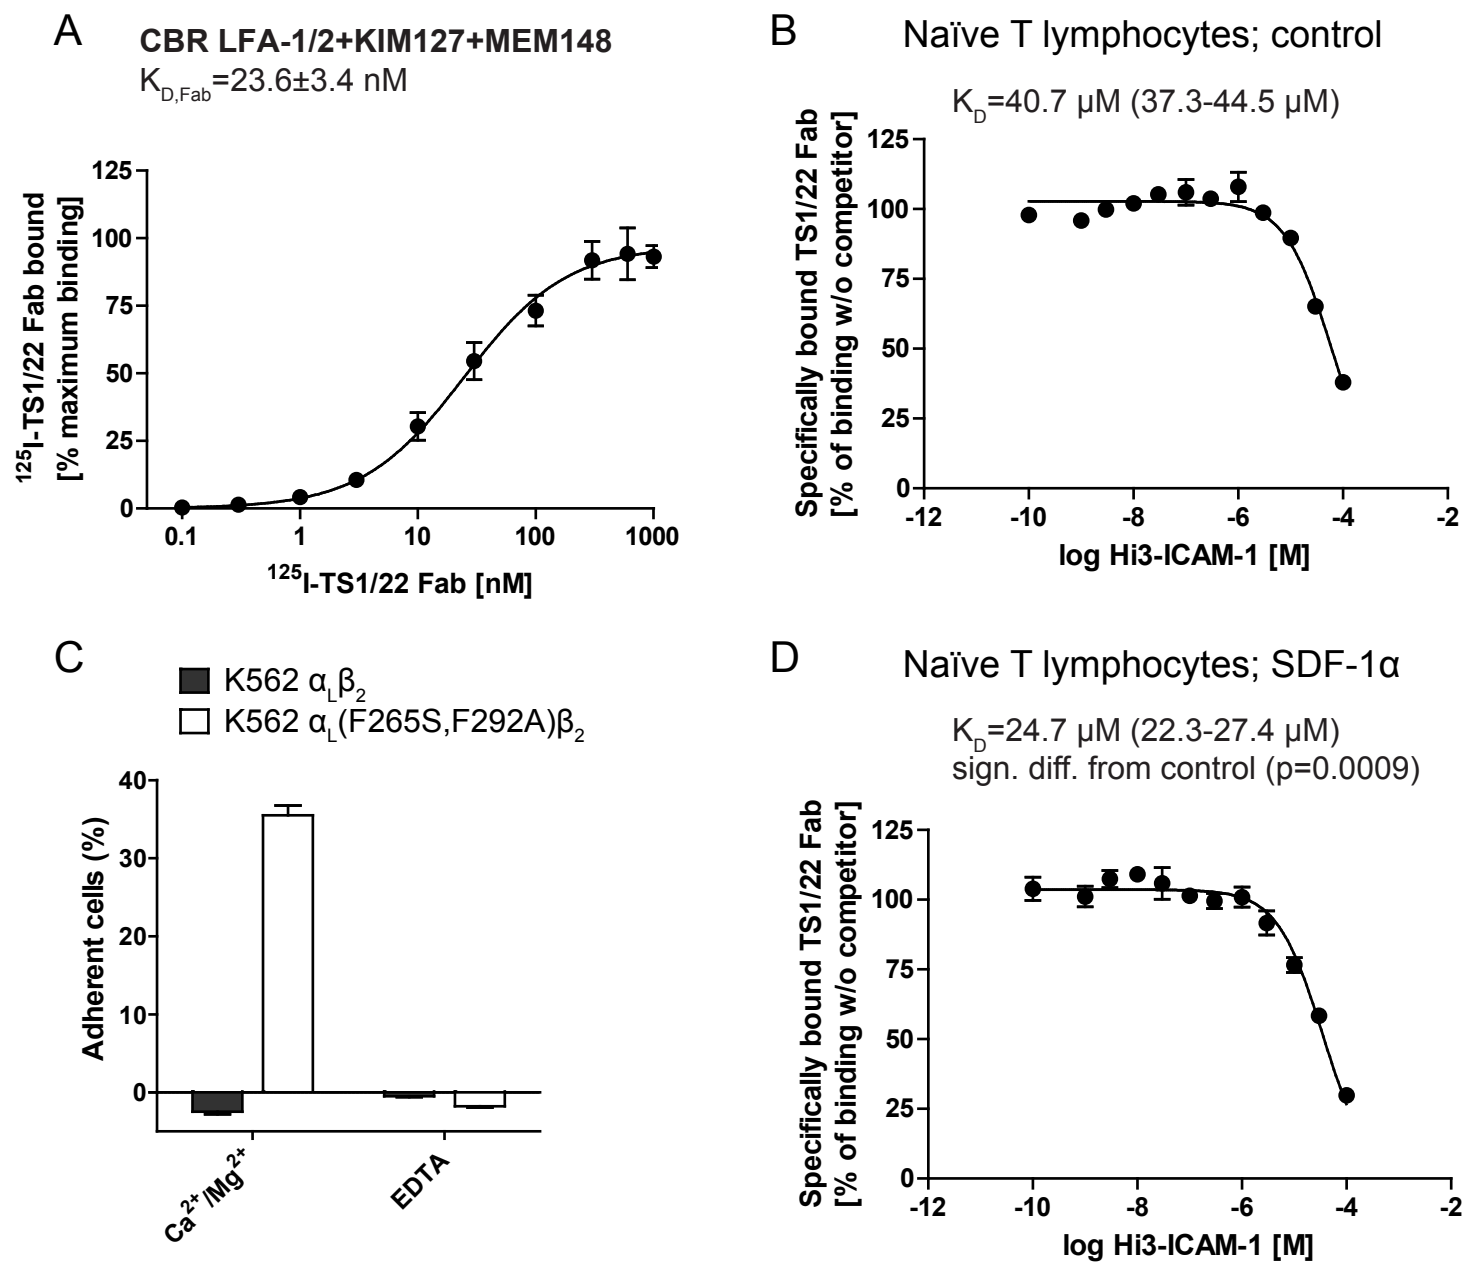 A
CBR LFA-1/2+KIM127+MEM148
K_D,Fab=23.6±3.4 nM
125I-TS1/22 Fab bound
[% maximum binding]
125
100
75
50
25
0
0.1 1 10 100 1000
125I-TS1/22 Fab [nM]
B
Naïve T lymphocytes; control
K_D=40.7 µM (37.3-44.5 µM)
Specifically bound TS1/22 Fab
[% of binding w/o competitor]
125
100
75
50
25
0
-12 -10 -8 -6 -4 -2
log Hi3-ICAM-1 [M]
C
K562 α_Lβ_2
K562 α_L(F265S,F292A)β_2
Adherent cells (%)
40
30
20
10
0
Ca2+/Mg2+
EDTA
D
Naïve T lymphocytes; SDF-1α
K_D=24.7 µM (22.3-27.4 µM)
sign. diff. from control (p=0.0009)
Specifically bound TS1/22 Fab
[% of binding w/o competitor]
125
100
75
50
25
0
-12 -10 -8 -6 -4 -2
log Hi3-ICAM-1 [M]